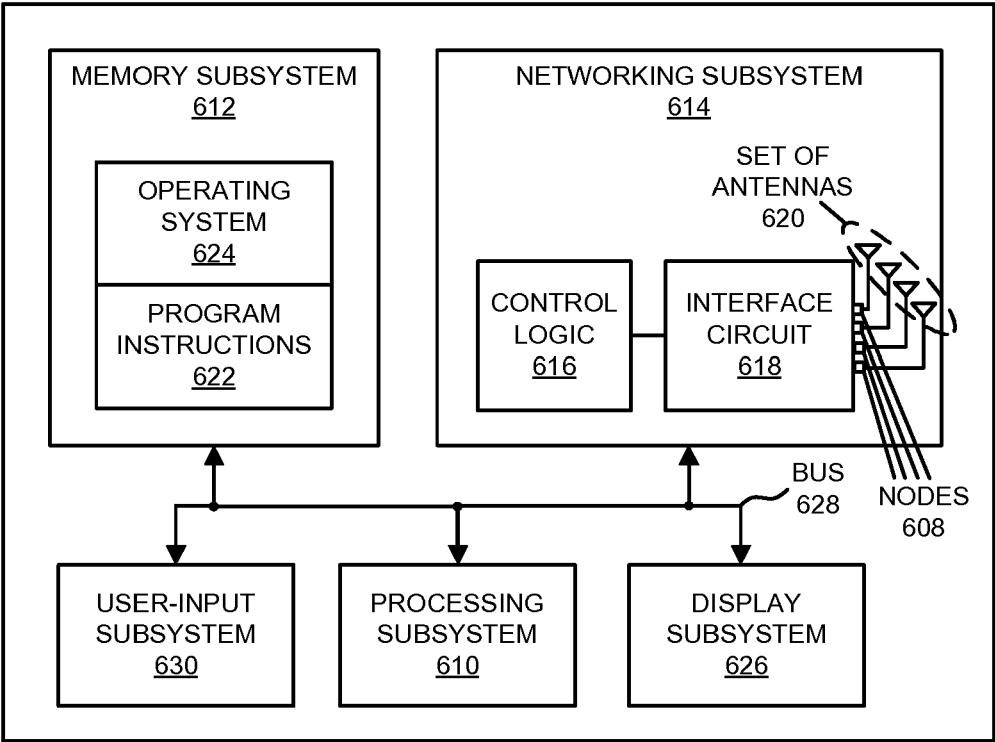 MEMORY SUBSYSTEM
612
OPERATING
SYSTEM
624
PROGRAM
INSTRUCTIONS
622
NETWORKING SUBSYSTEM
614
SET OF
ANTENNAS
620
CONTROL
LOGIC
616
INTERFACE
CIRCUIT
618
NODES
608
BUS
628
USER-INPUT
SUBSYSTEM
630
PROCESSING
SUBSYSTEM
610
DISPLAY
SUBSYSTEM
626